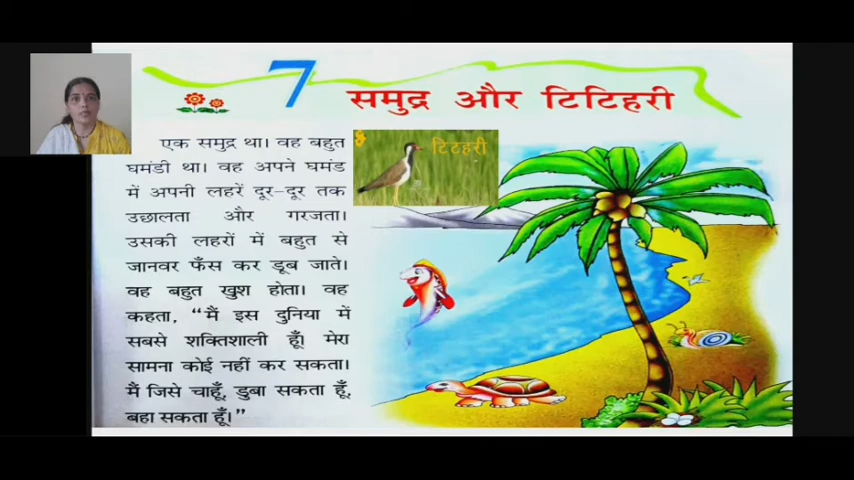 7
समुद्र और टिटिहरी
एक समुद्र था। वह बहुत
घमंडी था। वह अपने घमंड
में अपनी लहरें दूर-दूर तक
उछालता और गरजता।
उसकी लहरों में बहुत से
जानवर फँस कर डूब जाते।
वह बहुत खुश होता। वह
कहता, “मैं इस दुनिया में
सबसे शक्तिशाली हूँ। मेरा
सामना कोई नहीं कर सकता।
मैं जिसे चाहूँ, डुबा सकता हूँ,
बहा सकता हूँ।”
टिटहरी